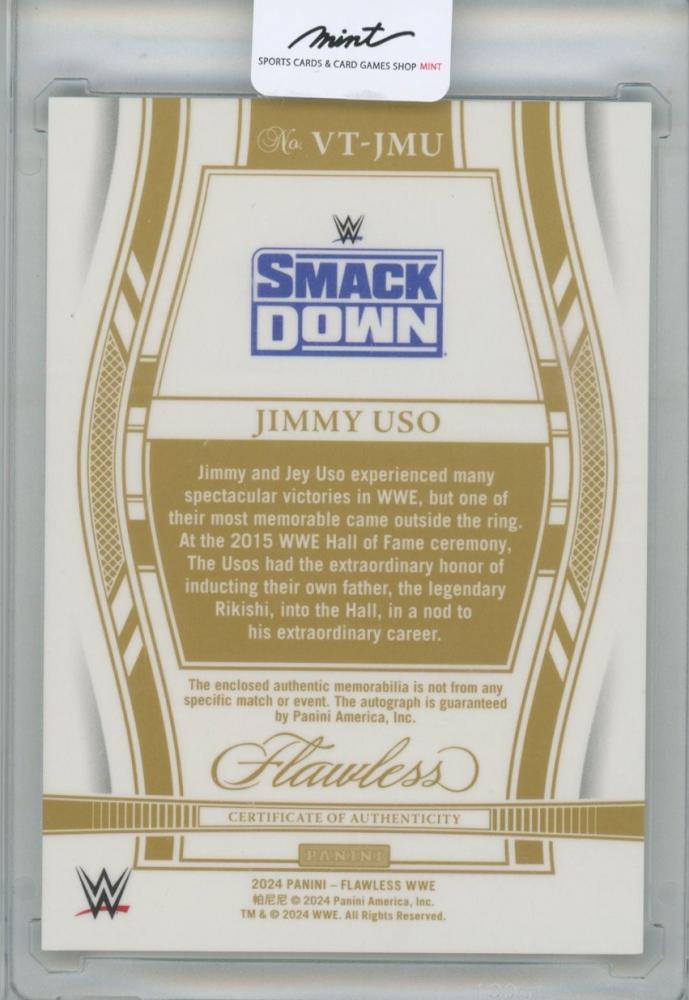 mint
SPORTS CARDS & CARD GAMES SHOP MINT
No. VT-JMU
W
SMACK
DOWN
JIMMY USO
Jimmy and Jey Uso experienced many
spectacular victories in WWE, but one of
their most memorable came outside the ring.
At the 2015 WWE Hall of Fame ceremony,
The Usos had the extraordinary honor of
inducting their own father, the legendary
Rikishi, into the Hall, in a nod to
his extraordinary career.
The enclosed authentic memorabilia is not from any
specific match or event. The autograph is guaranteed
by Panini America, Inc.
Flawless
CERTIFICATE OF AUTHENTICITY
PANINI
W
2024 PANINI – FLAWLESS WWE
帕尼尼 © 2024 Panini America, Inc.
TM & © 2024 WWE. All Rights Reserved.